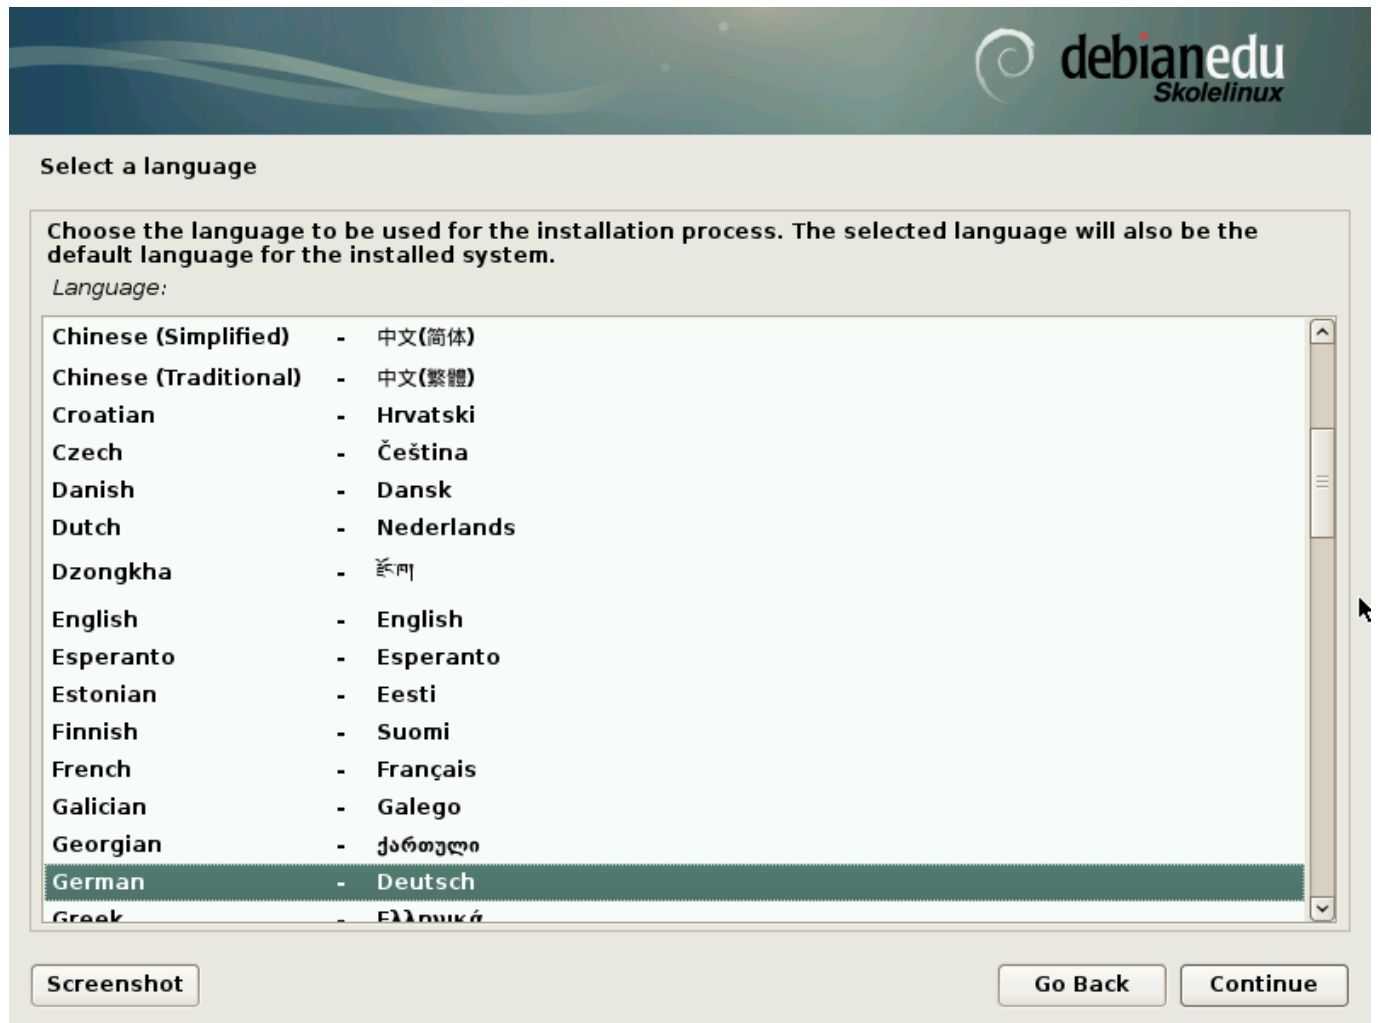 debianedu
Skolelinux
Select a language
Choose the language to be used for the installation process. The selected language will also be the
default language for the installed system.
Language:
Chinese (Simplified) - 中文(简体)
Chinese (Traditional) - 中文(繁體)
Croatian - Hrvatski
Czech - Čeština
Danish - Dansk
Dutch - Nederlands
Dzongkha - རྫོང་ཁ།
English - English
Esperanto - Esperanto
Estonian - Eesti
Finnish - Suomi
French - Français
Galician - Galego
Georgian - ქართული
German - Deutsch
Greek - Ελληνικά
Screenshot Go Back Continue